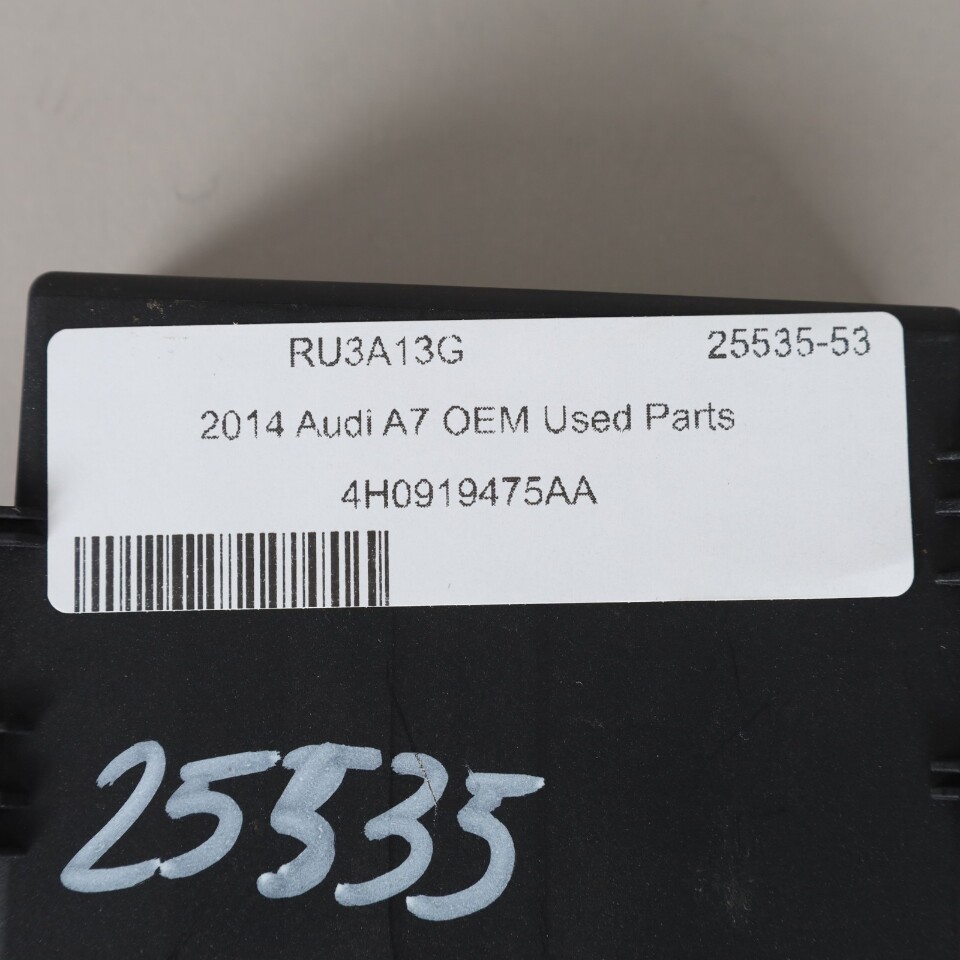 RU3A13G 25535-53
2014 Audi A7 OEM Used Parts
4H0919475AA
25535